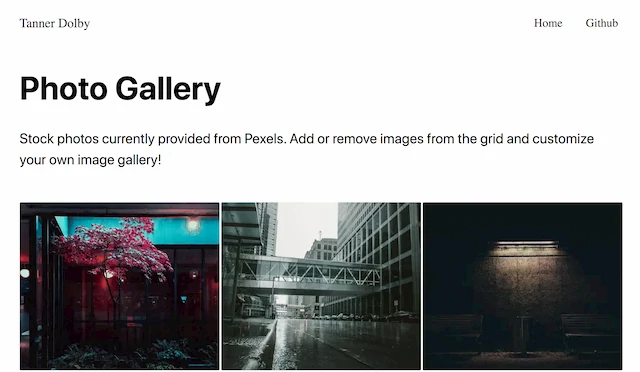 Tanner Dolby
Home
Github
Photo Gallery
Stock photos currently provided from Pexels. Add or remove images from the grid and customize
your own image gallery!